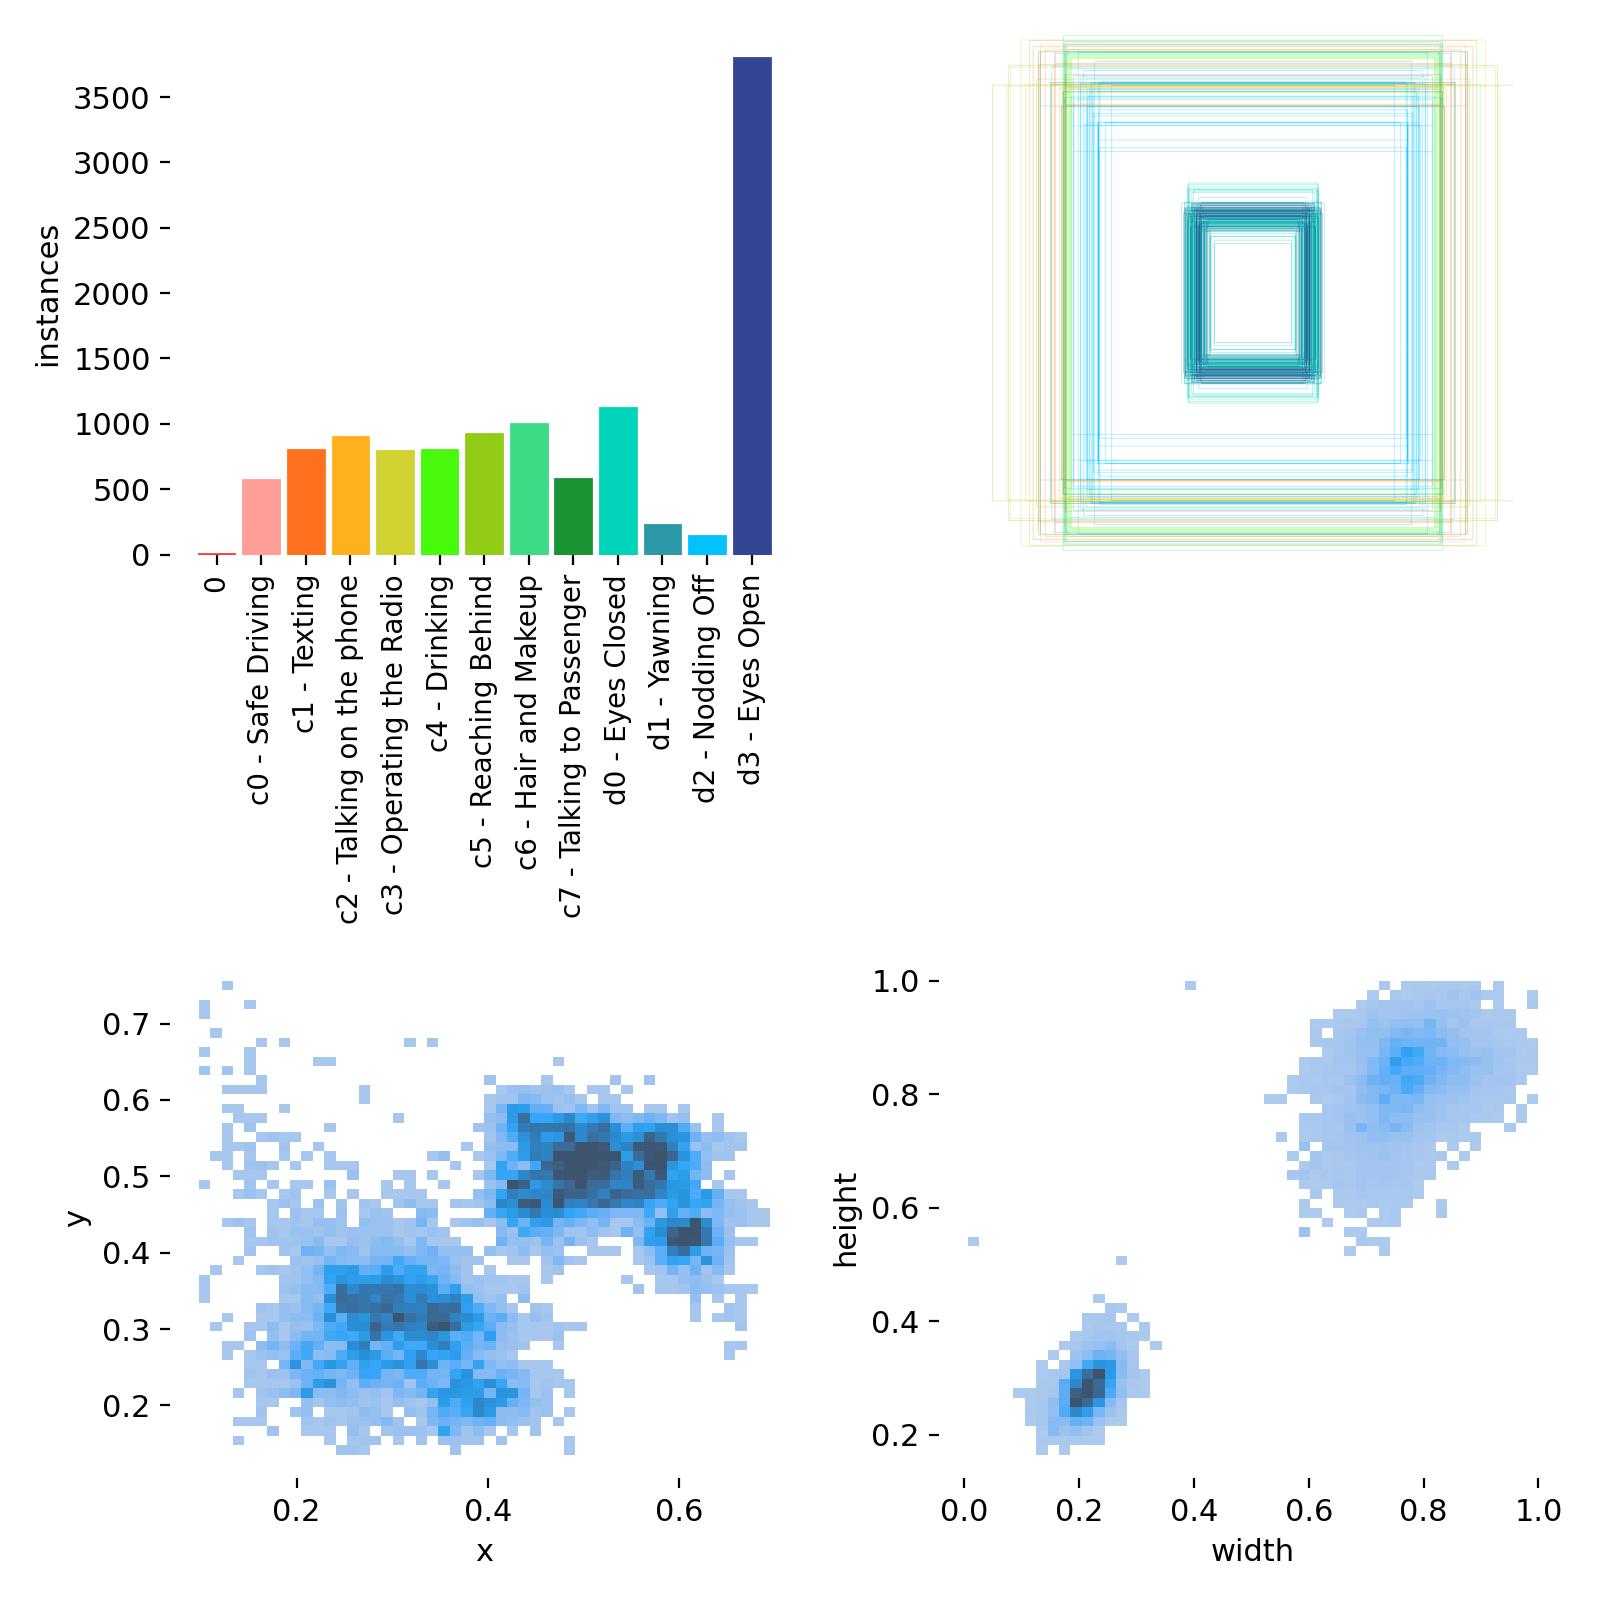 instances
3500
3000
2500
2000
1500
1000
500
0
0
c0 - Safe Driving
c1 - Texting
c2 - Talking on the phone
c3 - Operating the Radio
c4 - Drinking
c5 - Reaching Behind
c6 - Hair and Makeup
c7 - Talking to Passenger
d0 - Eyes Closed
d1 - Yawning
d2 - Nodding Off
d3 - Eyes Open
y
0.7
0.6
0.5
0.4
0.3
0.2
0.2 0.4 0.6
x
height
1.0
0.8
0.6
0.4
0.2
0.0 0.2 0.4 0.6 0.8 1.0
width